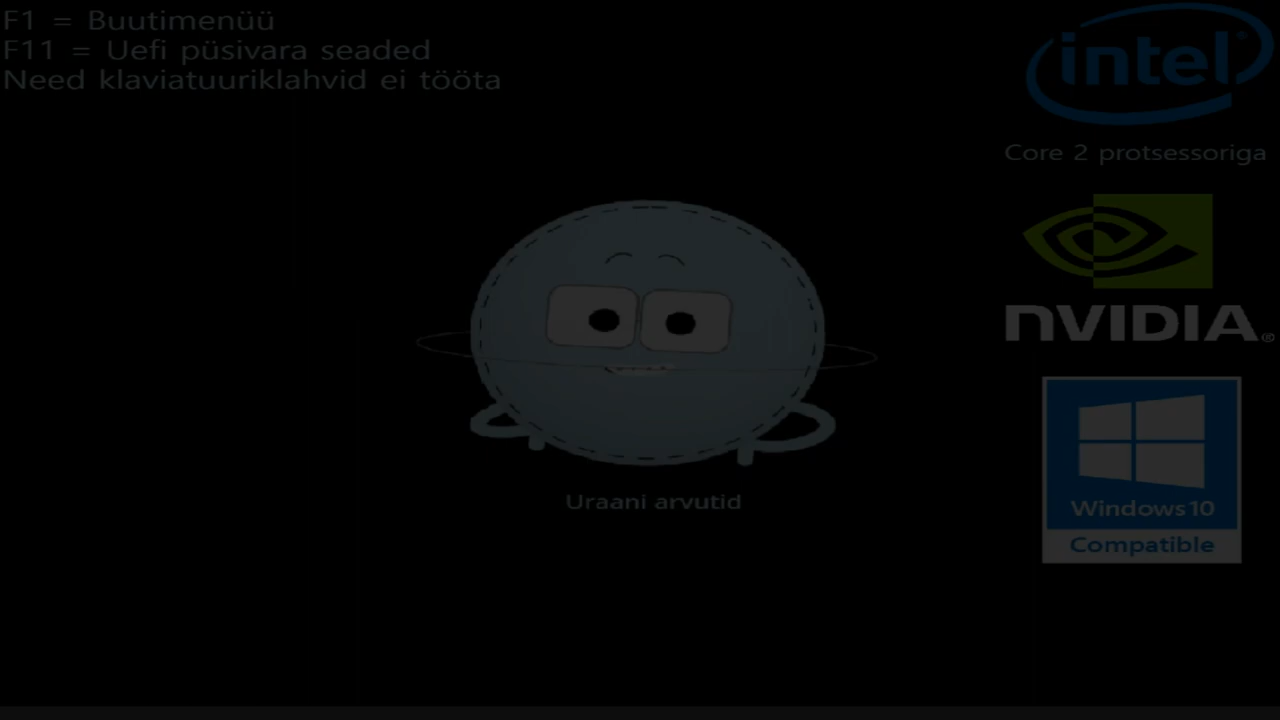 F1 = Buutimenüü
F11 = Uefi püsivara seaded
Need klaviatuuriklahvid ei tööta
intel
Core 2 protsessoriga
NVIDIA
Windows 10
Compatible
Uraani arvutid